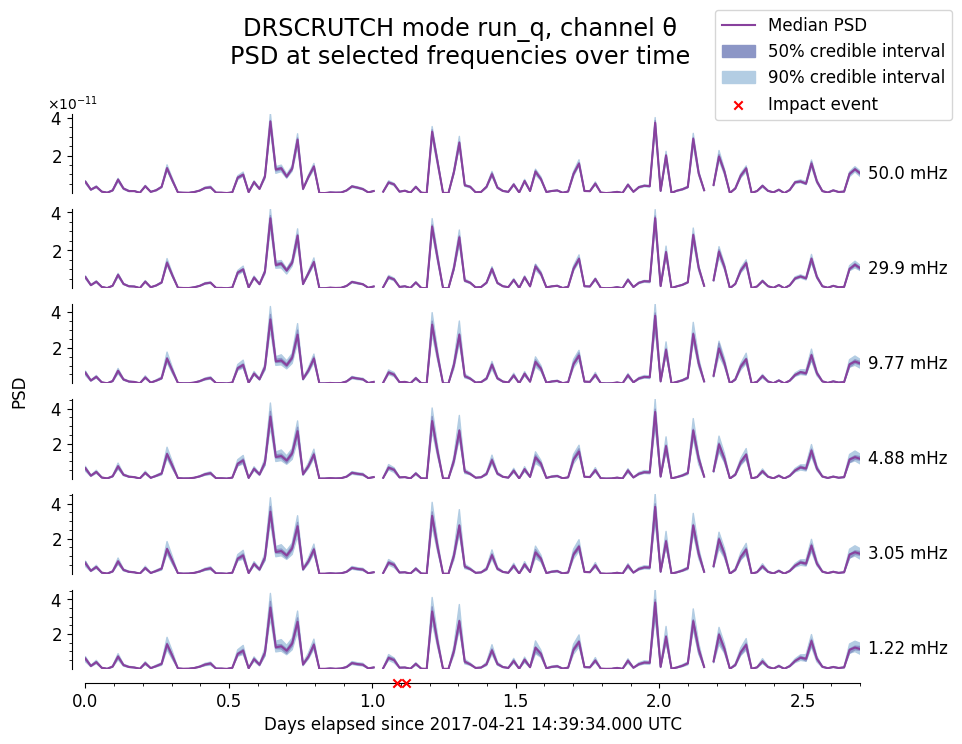 DRSCRUTCH mode run_q, channel θ
PSD at selected frequencies over time
Median PSD
50% credible interval
90% credible interval
Impact event
×10⁻¹¹
4
2
50.0 mHz
4
2
29.9 mHz
4
2
9.77 mHz
PSD
4
2
4.88 mHz
4
2
3.05 mHz
4
2
1.22 mHz
0.0 0.5 1.0 1.5 2.0 2.5
Days elapsed since 2017-04-21 14:39:34.000 UTC